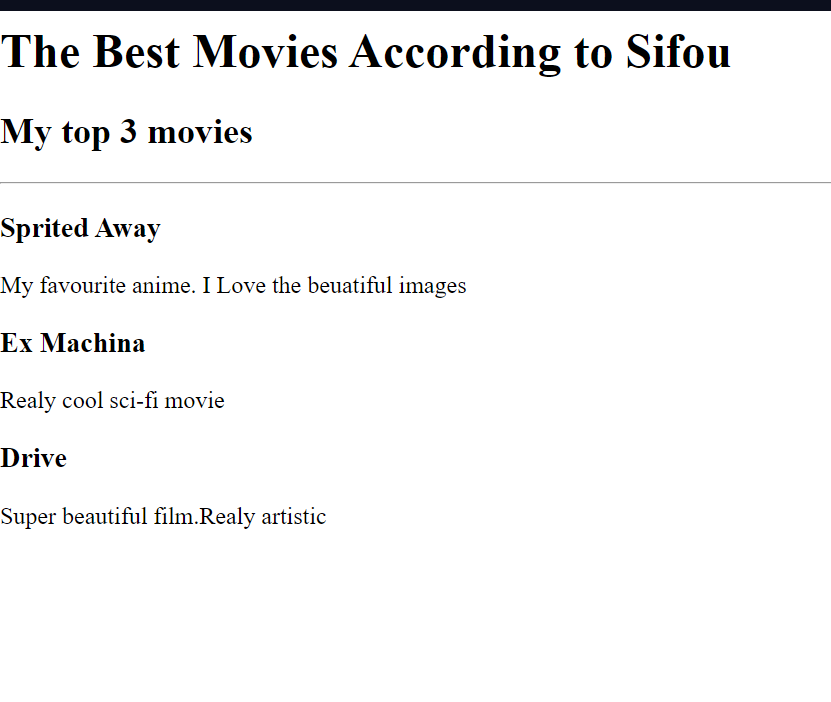 The Best Movies According to Sifou
My top 3 movies
Sprited Away
My favourite anime. I Love the beuatiful images
Ex Machina
Realy cool sci-fi movie
Drive
Super beautiful film.Realy artistic